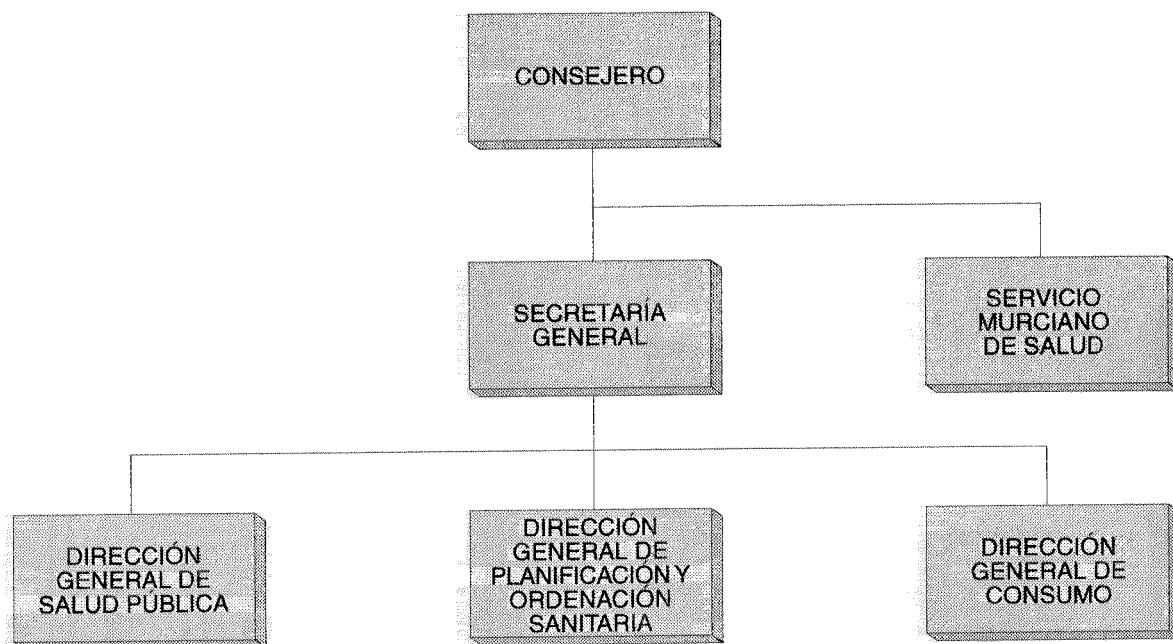 CONSEJERO
SECRETARÍA
GENERAL
SERVICIO
MURCIANO
DE SALUD
DIRECCIÓN
GENERAL DE
SALUD PÚBLICA
DIRECCIÓN
GENERAL DE
PLANIFICACIÓN Y
ORDENACIÓN
SANITARIA
DIRECCIÓN
GENERAL DE
CONSUMO